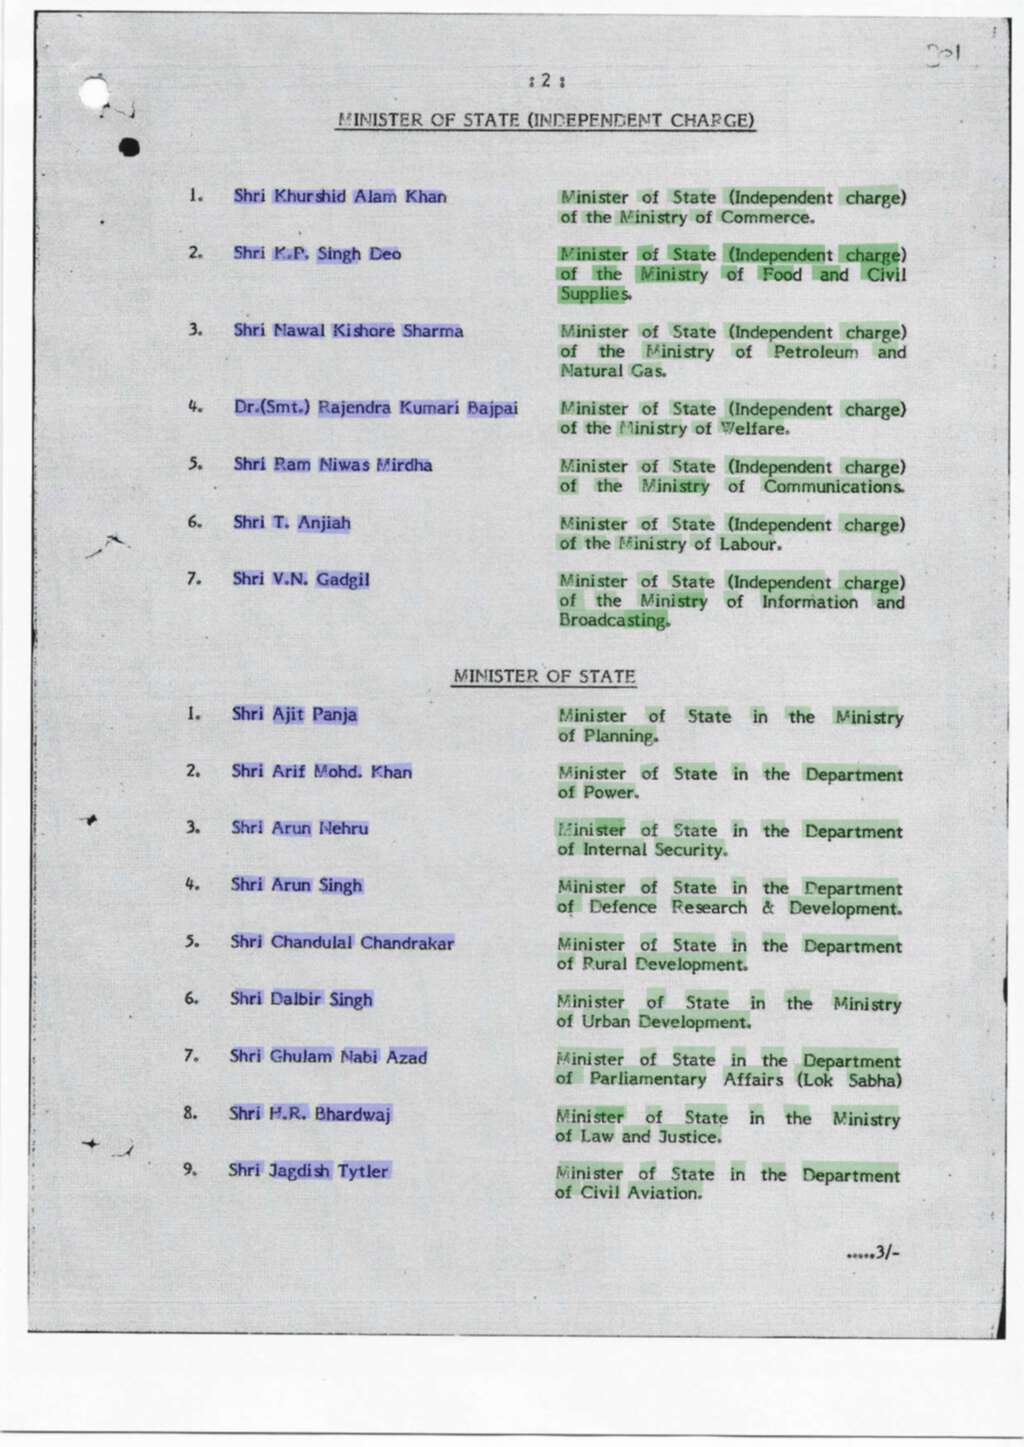 301
: 2 :
MINISTER OF STATE (INDEPENDENT CHARGE)
1. Shri Khurshid Alam Khan Minister of State (Independent charge)
of the Ministry of Commerce.
2. Shri K.P. Singh Deo Minister of State (Independent charge)
of the Ministry of Food and Civil
Supplies.
3. Shri Nawal Kishore Sharma Minister of State (Independent charge)
of the Ministry of Petroleum and
Natural Gas.
4. Dr.(Smt.) Rajendra Kumari Bajpai Minister of State (Independent charge)
of the Ministry of Welfare.
5. Shri Ram Niwas Mirdha Minister of State (Independent charge)
of the Ministry of Communications.
6. Shri T. Anjiah Minister of State (Independent charge)
of the Ministry of Labour.
7. Shri V.N. Gadgil Minister of State (Independent charge)
of the Ministry of Information and
Broadcasting.
MINISTER OF STATE
1. Shri Ajit Panja Minister of State in the Ministry
of Planning.
2. Shri Arif Mohd. Khan Minister of State in the Department
of Power.
3. Shri Arun Nehru Minister of State in the Department
of Internal Security.
4. Shri Arun Singh Minister of State in the Department
of Defence Research & Development.
5. Shri Chandulal Chandrakar Minister of State in the Department
of Rural Development.
6. Shri Dalbir Singh Minister of State in the Ministry
of Urban Development.
7. Shri Ghulam Nabi Azad Minister of State in the Department
of Parliamentary Affairs (Lok Sabha)
8. Shri H.R. Bhardwaj Minister of State in the Ministry
of Law and Justice.
9. Shri Jagdish Tytler Minister of State in the Department
of Civil Aviation.
.....3/-